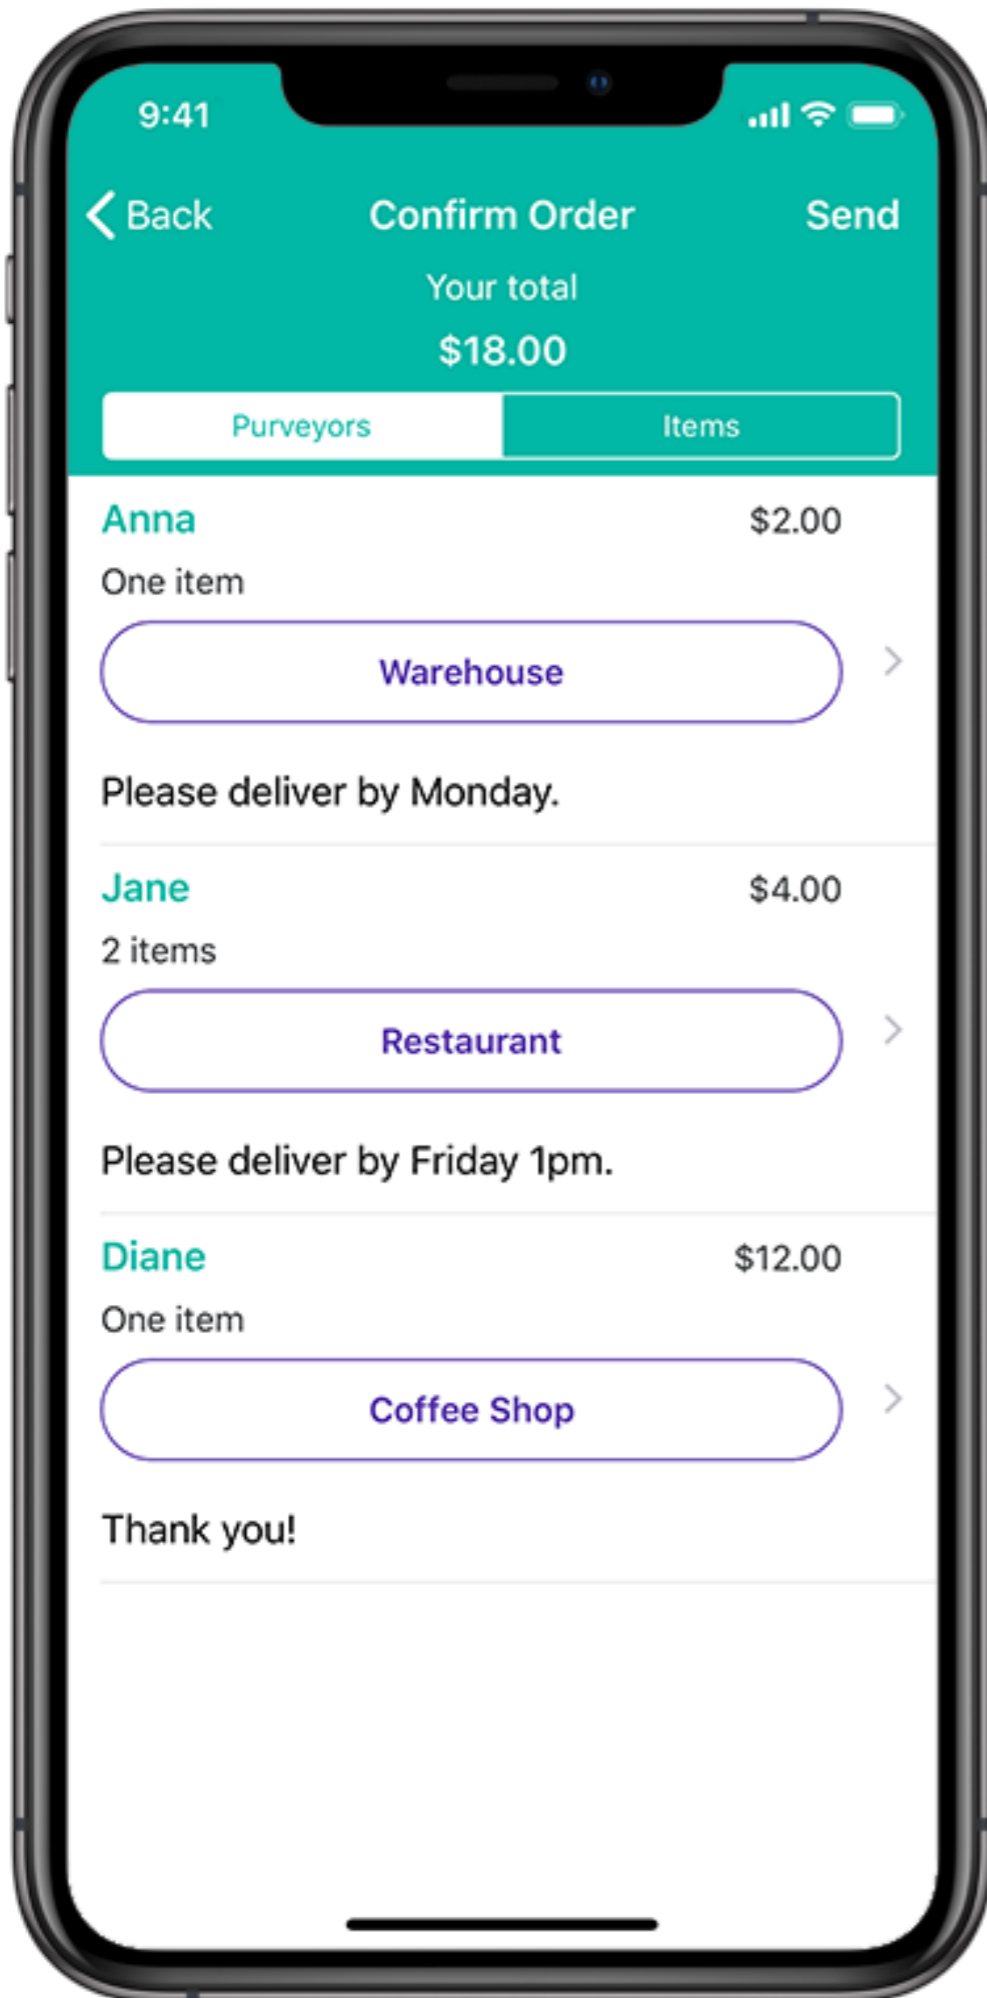 9:41
Back Confirm Order Send
Your total
$18.00
Purveyors Items
Anna $2.00
One item
Warehouse
Please deliver by Monday.
Jane $4.00
2 items
Restaurant
Please deliver by Friday 1pm.
Diane $12.00
One item
Coffee Shop
Thank you!